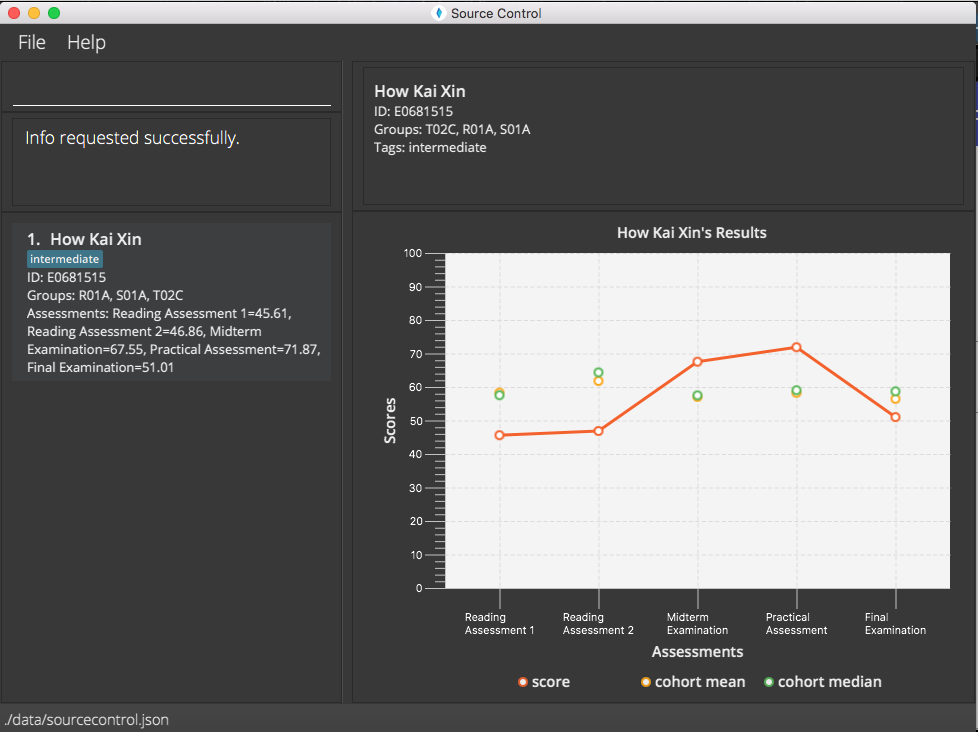 Source Control
File Help
Info requested successfully.
1. How Kai Xin
intermediate
ID: E0681515
Groups: R01A, S01A, T02C
Assessments: Reading Assessment 1=45.61,
Reading Assessment 2=46.86, Midterm
Examination=67.55, Practical Assessment=71.87,
Final Examination=51.01
How Kai Xin
ID: E0681515
Groups: T02C, R01A, S01A
Tags: intermediate
How Kai Xin's Results
100
90
80
70
60
50
40
30
20
10
0
Scores
Reading
Assessment 1
Reading
Assessment 2
Midterm
Examination
Practical
Assessment
Final
Examination
Assessments
score cohort mean cohort median
./data/sourcecontrol.json